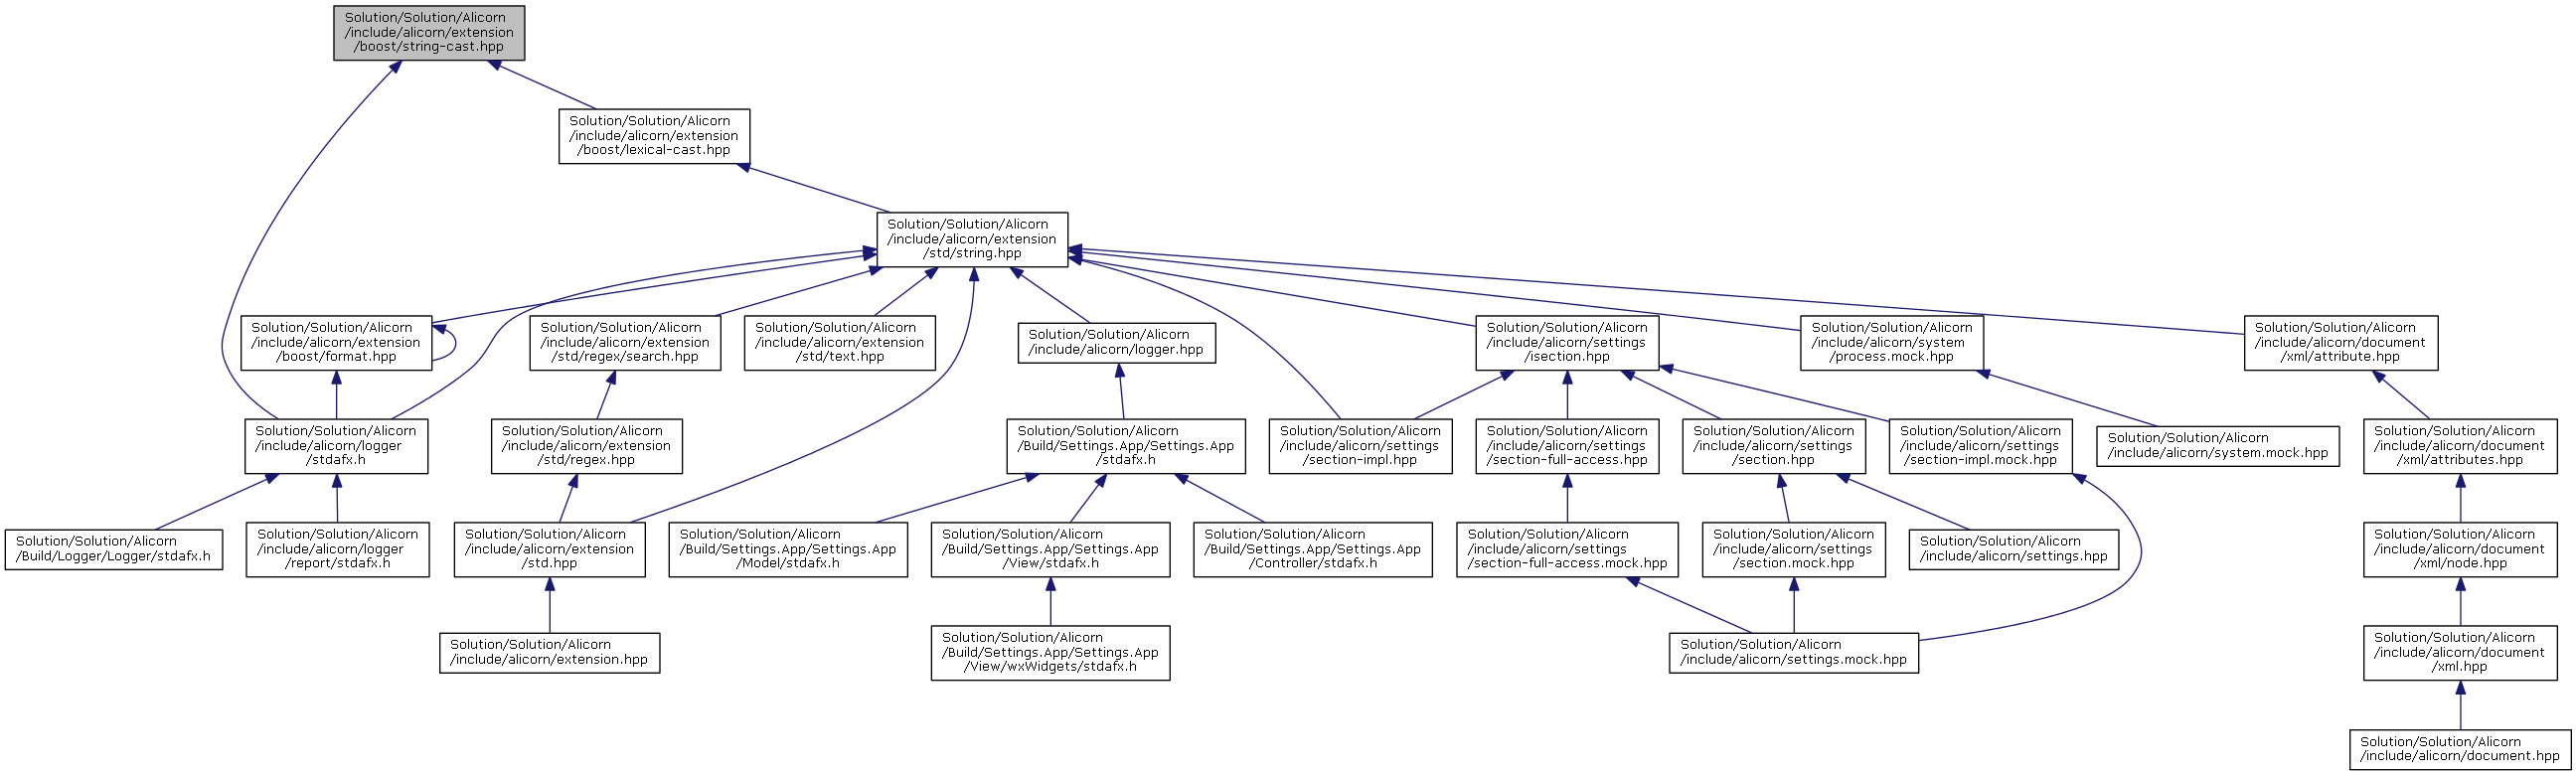 Solution/Solution/Alicorn
/include/alicorn/extension
/boost/string-cast.hpp
Solution/Solution/Alicorn
/include/alicorn/extension
/boost/lexical-cast.hpp
Solution/Solution/Alicorn
/include/alicorn/extension
/std/string.hpp
Solution/Solution/Alicorn
/include/alicorn/extension
/boost/format.hpp
Solution/Solution/Alicorn
/include/alicorn/extension
/std/regex/search.hpp
Solution/Solution/Alicorn
/include/alicorn/extension
/std/text.hpp
Solution/Solution/Alicorn
/include/alicorn/logger.hpp
Solution/Solution/Alicorn
/include/alicorn/settings
/isection.hpp
Solution/Solution/Alicorn
/include/alicorn/system
/process.mock.hpp
Solution/Solution/Alicorn
/include/alicorn/document
/xml/attribute.hpp
Solution/Solution/Alicorn
/include/alicorn/logger
/stdafx.h
Solution/Solution/Alicorn
/include/alicorn/extension
/std/regex.hpp
Solution/Solution/Alicorn
/Build/Settings.App/Settings.App
/stdafx.h
Solution/Solution/Alicorn
/include/alicorn/settings
/section-impl.hpp
Solution/Solution/Alicorn
/include/alicorn/settings
/section-full-access.hpp
Solution/Solution/Alicorn
/include/alicorn/settings
/section.hpp
Solution/Solution/Alicorn
/include/alicorn/settings
/section-impl.mock.hpp
Solution/Solution/Alicorn
/include/alicorn/system.mock.hpp
Solution/Solution/Alicorn
/include/alicorn/document
/xml/attributes.hpp
Solution/Solution/Alicorn
/Build/Logger/Logger/stdafx.h
Solution/Solution/Alicorn
/include/alicorn/logger
/report/stdafx.h
Solution/Solution/Alicorn
/include/alicorn/extension
/std.hpp
Solution/Solution/Alicorn
/Build/Settings.App/Settings.App
/Model/stdafx.h
Solution/Solution/Alicorn
/Build/Settings.App/Settings.App
/View/stdafx.h
Solution/Solution/Alicorn
/Build/Settings.App/Settings.App
/Controller/stdafx.h
Solution/Solution/Alicorn
/include/alicorn/settings
/section-full-access.mock.hpp
Solution/Solution/Alicorn
/include/alicorn/settings
/section.mock.hpp
Solution/Solution/Alicorn
/include/alicorn/settings.hpp
Solution/Solution/Alicorn
/include/alicorn/document
/xml/node.hpp
Solution/Solution/Alicorn
/include/alicorn/extension.hpp
Solution/Solution/Alicorn
/Build/Settings.App/Settings.App
/View/wxWidgets/stdafx.h
Solution/Solution/Alicorn
/include/alicorn/settings.mock.hpp
Solution/Solution/Alicorn
/include/alicorn/document
/xml.hpp
Solution/Solution/Alicorn
/include/alicorn/document.hpp